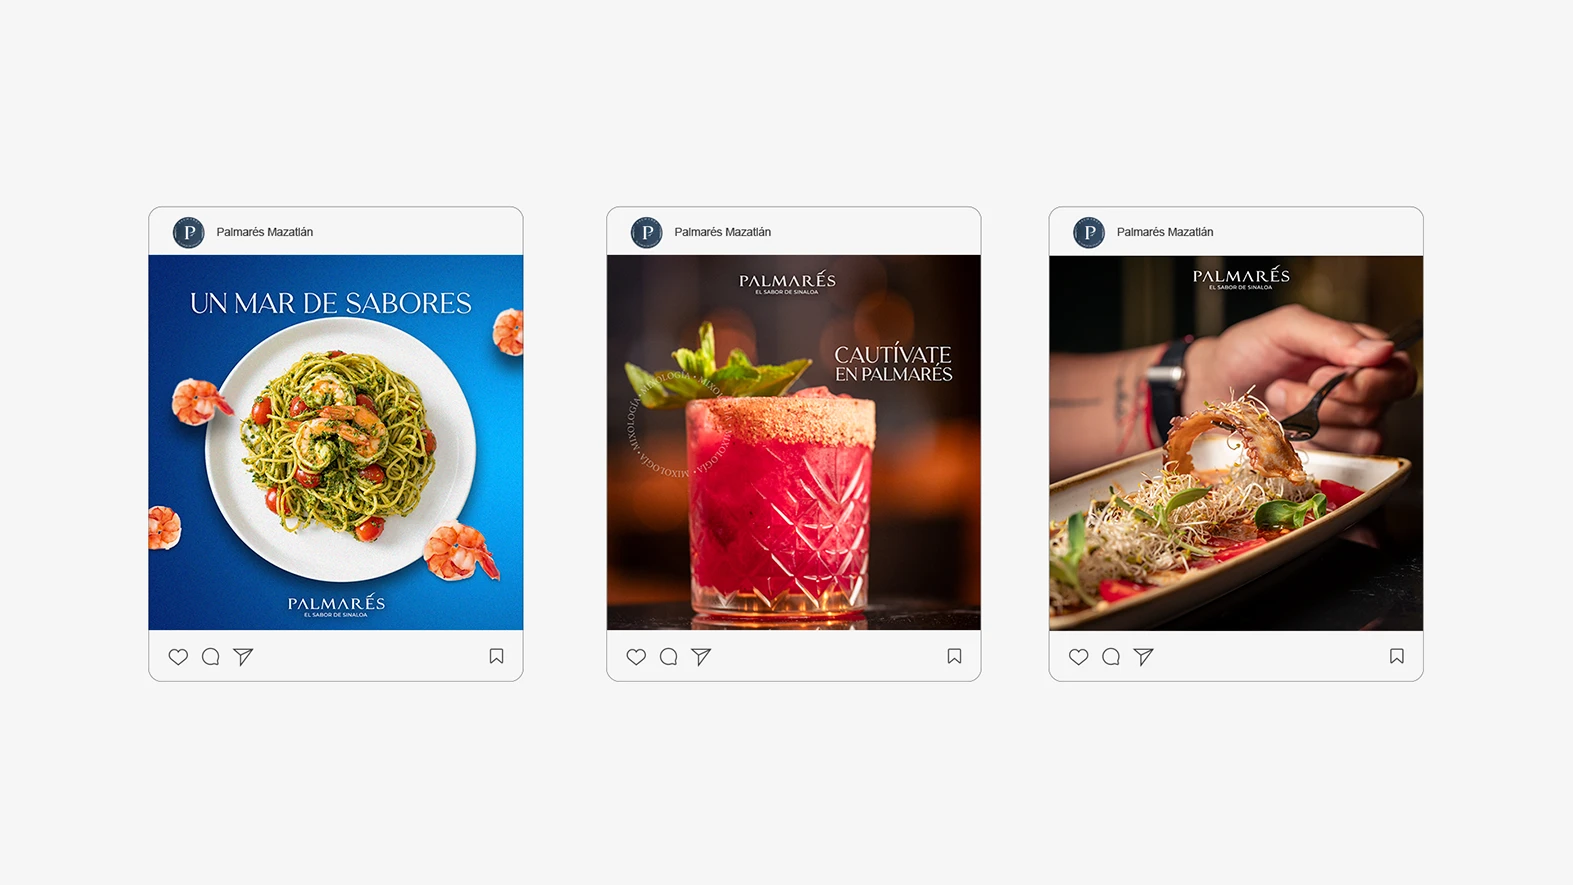 Palmarés Mazatlán
UN MAR DE SABORES
PALMARÉS
EL SABOR DE SINALOA
Palmarés Mazatlán
PALMARÉS
EL SABOR DE SINALOA
CAUTÍVATE
EN PALMARÉS
MIXOLOGÍA • MIXOLOGÍA • MIXOLOGÍA • MIXOLOGÍA •
Palmarés Mazatlán
PALMARÉS
EL SABOR DE SINALOA